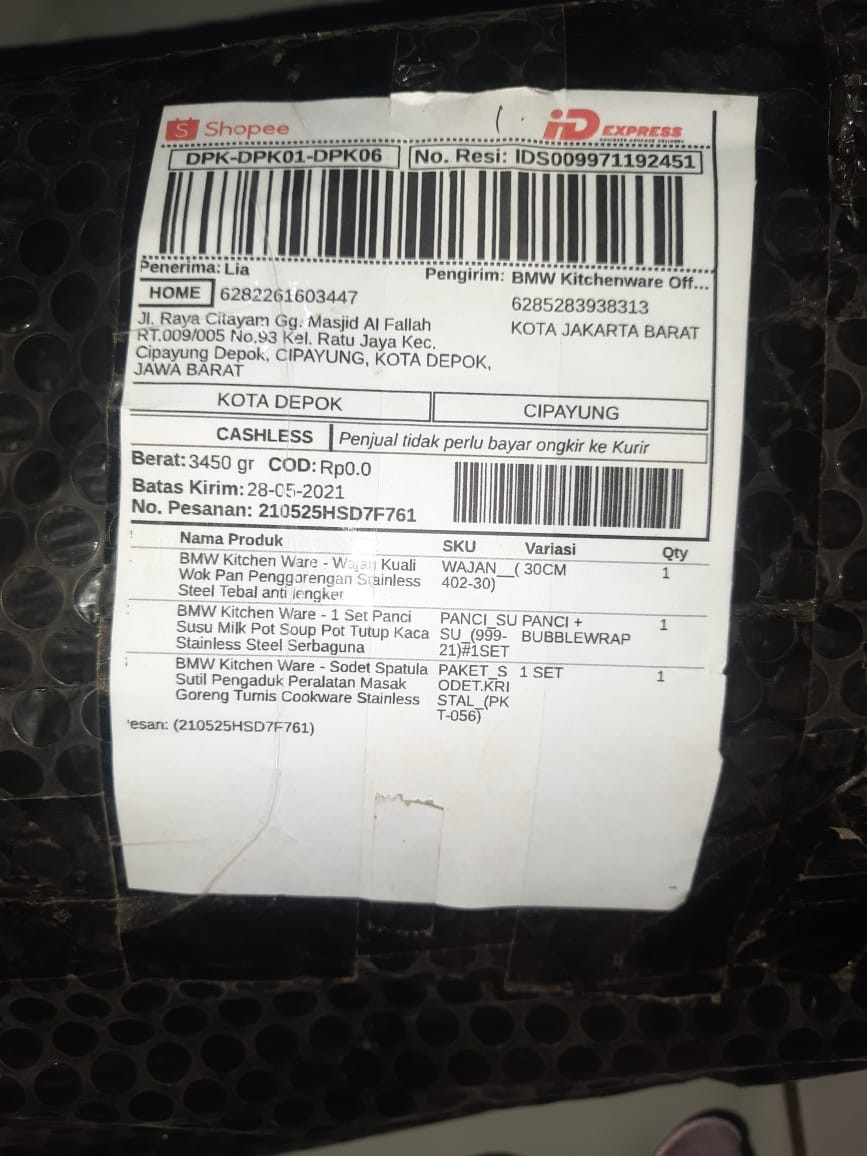 Shopee
iD EXPRESS
DPK-DPK01-DPK06
No. Resi: IDS009971192451
Penerima: Lia
HOME 6282261603447
Jl. Raya Citayam Gg. Masjid Al Fallah
RT.009/005 No.93 Kel. Ratu Jaya Kec.
Cipayung Depok, CIPAYUNG, KOTA DEPOK,
JAWA BARAT
Pengirim: BMW Kitchenware Off...
6285283938313
KOTA JAKARTA BARAT
KOTA DEPOK
CIPAYUNG
CASHLESS
Penjual tidak perlu bayar ongkir ke Kurir
Berat: 3450 gr COD: Rp0.0
Batas Kirim: 28-05-2021
No. Pesanan: 210525HSD7F761
Nama Produk SKU Variasi Qty
BMW Kitchen Ware - Wajan Kuali WAJAN__( 30CM 1
Wok Pan Penggorengan Stainless 402-30)
Steel Tebal anti lengket
BMW Kitchen Ware - 1 Set Panci PANCI_SU PANCI + 1
Susu Milk Pot Soup Pot Tutup Kaca SU_(999- BUBBLEWRAP
Stainless Steel Serbaguna 21)#1SET
BMW Kitchen Ware - Sodet Spatula PAKET_S 1 SET 1
Sutil Pengaduk Peralatan Masak ODET.KRI
Goreng Tumis Cookware Stainless STAL_(PK
T-056)
esan: (210525HSD7F761)